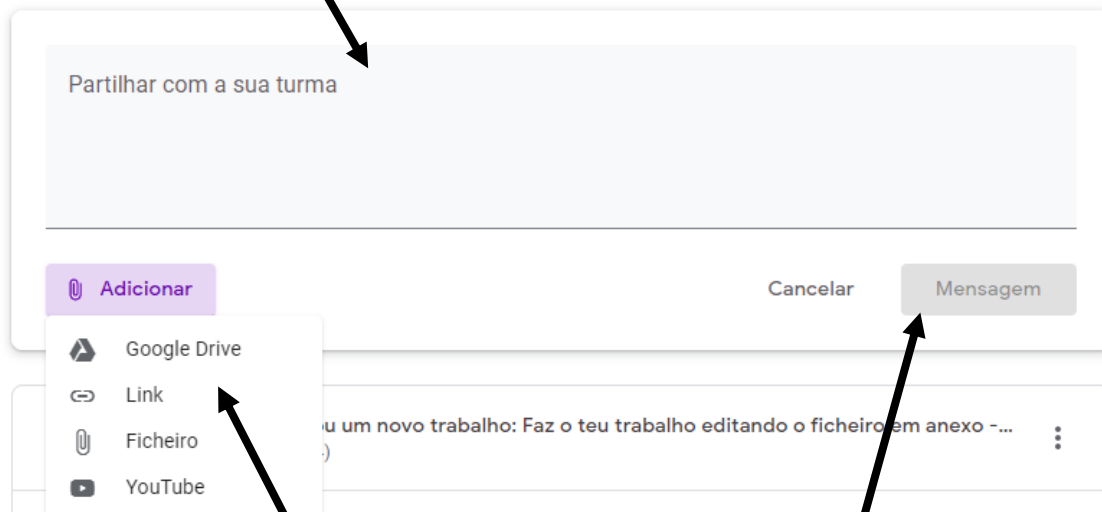 Partilhar com a sua turma
Adicionar
Cancelar
Mensagem
Google Drive
Link
Ficheiro
YouTube
um novo trabalho: Faz o teu trabalho editando o ficheiro em anexo -...